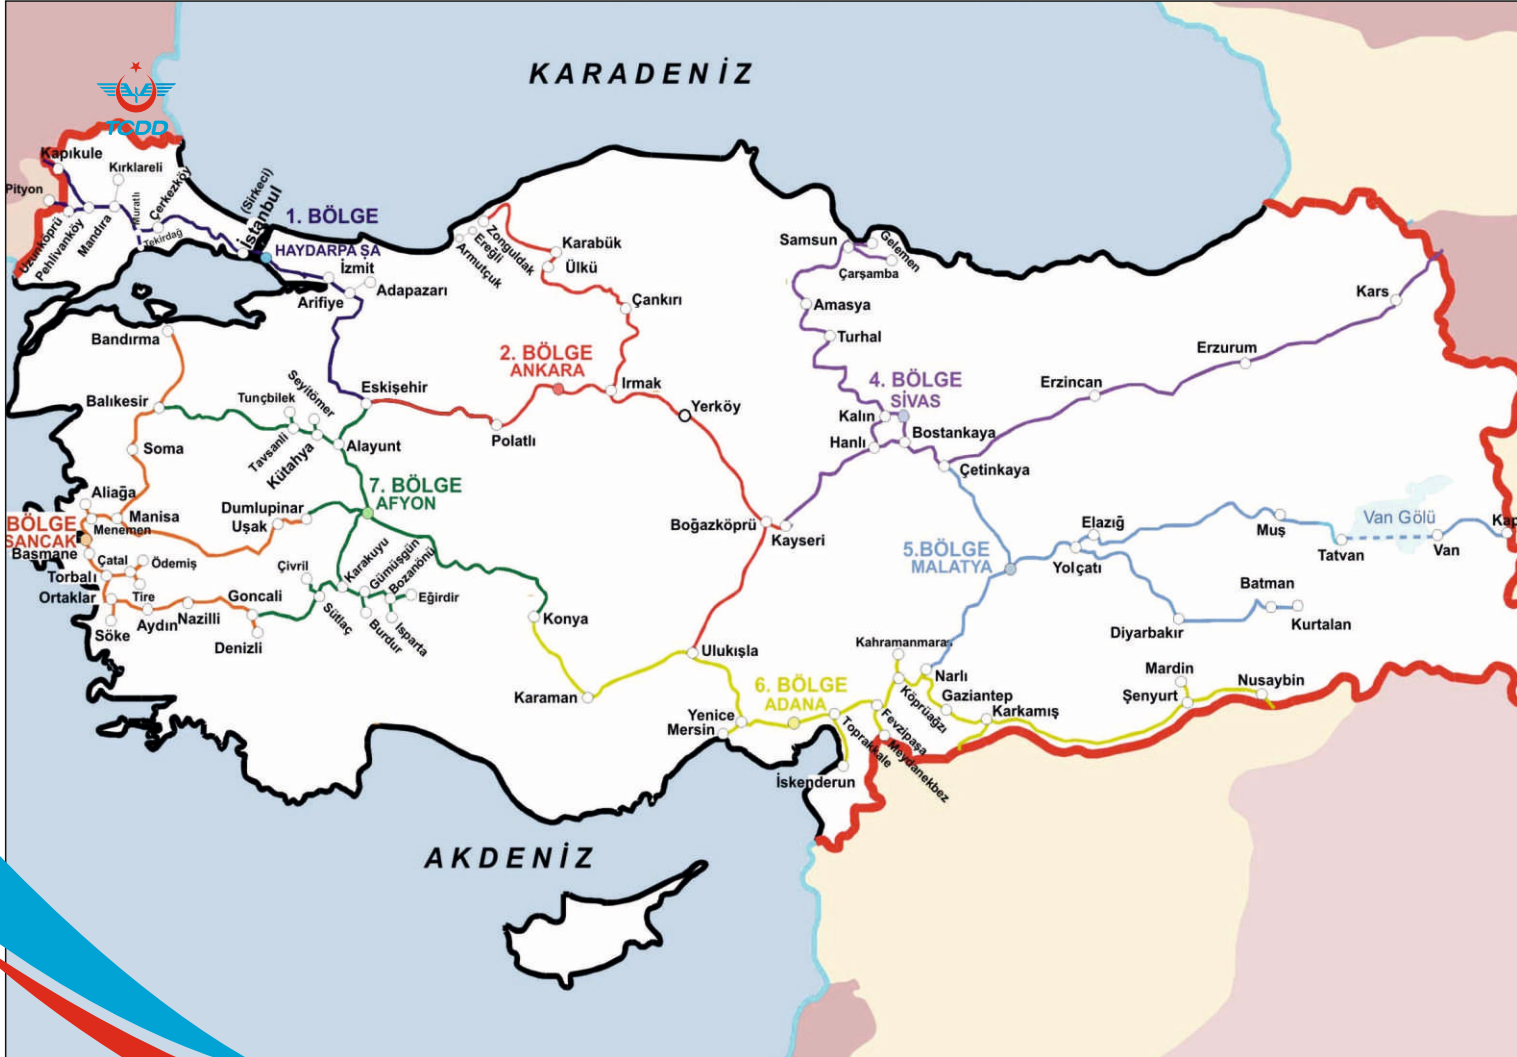 KARADENİZ
TCDD
Kapıkule
Kırklareli
Pityon
Uzunköprü
Pehlivanköy
Mandıra
Muratlı
Tekirdağ
Çerkezköy
(Sirkeci)
İstanbul
1. BÖLGE
HAYDARPAŞA
İzmit
Arifiye
Adapazarı
Armutçuk
Ereğli
Zonguldak
Karabük
Ülkü
Çankırı
Samsun
Gelemen
Çarşamba
Amasya
Turhal
Kars
Erzurum
Erzincan
Bandırma
2. BÖLGE
ANKARA
Irmak
Yerköy
Polatlı
Eskişehir
4. BÖLGE
SİVAS
Kalın
Hanlı
Bostankaya
Çetinkaya
Balıkesir
Tunçbilek
Seyitömer
Tavsanli
Kütahya
Alayunt
Soma
Aliağa
Menemen
Manisa
BÖLGE
SANCAK
Basmane
Dumlupinar
Uşak
7. BÖLGE
AFYON
Boğazköprü
Kayseri
5.BÖLGE
MALATYA
Elazığ
Yolçatı
Muş
Tatvan
Van Gölü
Van
Kap
Batman
Kurtalan
Diyarbakır
Çatal
Ödemiş
Torbalı
Ortaklar
Tire
Söke
Aydın
Nazilli
Goncali
Denizli
Çivril
Sütlaç
Karakuyu
Gümüşgün
Bozanönü
Eğirdir
Burdur
Isparta
Konya
Karaman
Ulukışla
6. BÖLGE
ADANA
Yenice
Mersin
Kahramanmaraş
Narlı
Köprüağzı
Gaziantep
Karkamış
Fevzipaşa
Toprakkale
Meydanekbez
İskenderun
Mardin
Şenyurt
Nusaybin
AKDENİZ